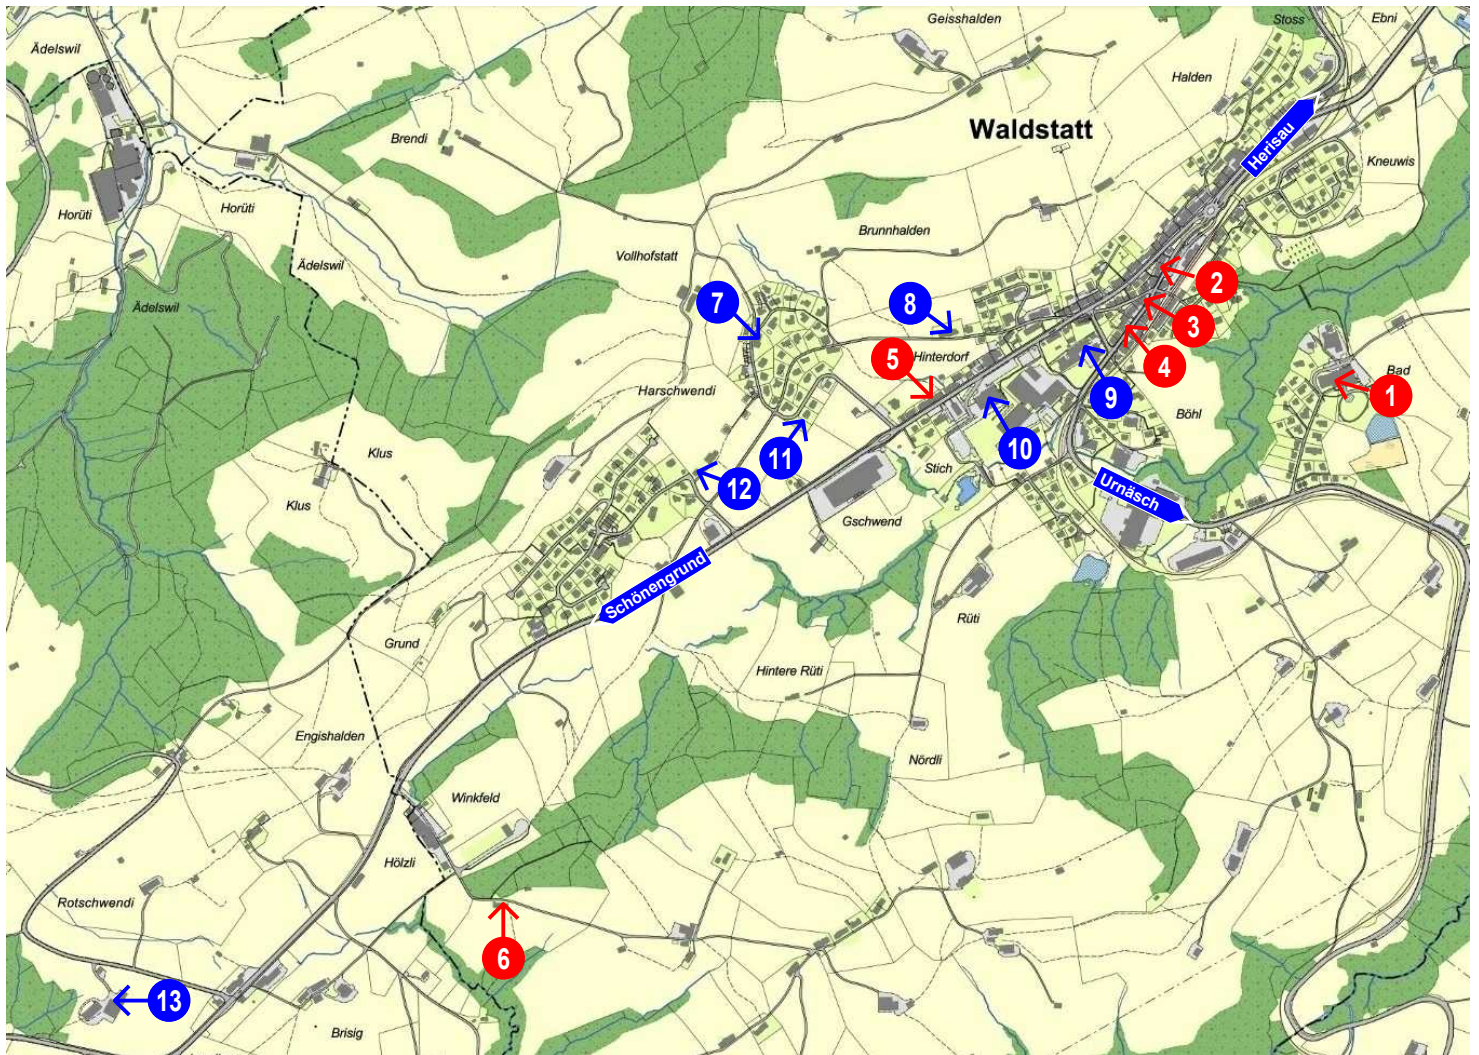 Geisshalden
Stoss
Ebni
Ädelswil
Halden
Waldstatt
Herisau
Brendi
Kneuwis
Horüti
Horüti
Brunnhalden
Vollhofstatt
Ädelswil
Ädelswil
2
7
8
3
Hinterdorf
5
4
Bad
Harschwendi
1
9
Böhl
10
Klus
11
Stich
12
Urnäsch
Klus
Gschwend
Schönengrund
Rüti
Grund
Hintere Rüti
Engishalden
Nördli
Winkfeld
Hölzli
Rotschwendi
6
13
Brisig